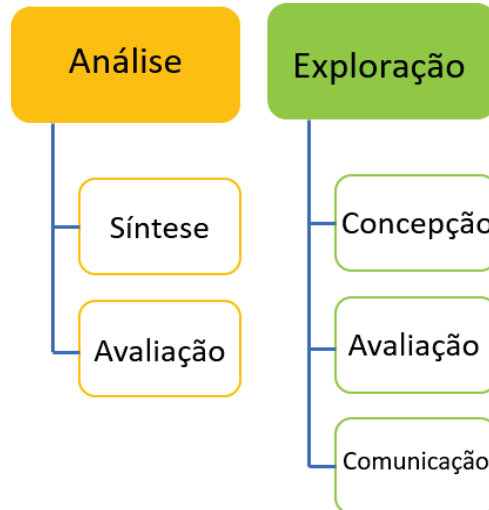 Análise
Síntese
Avaliação
Exploração
Concepção
Avaliação
Comunicação